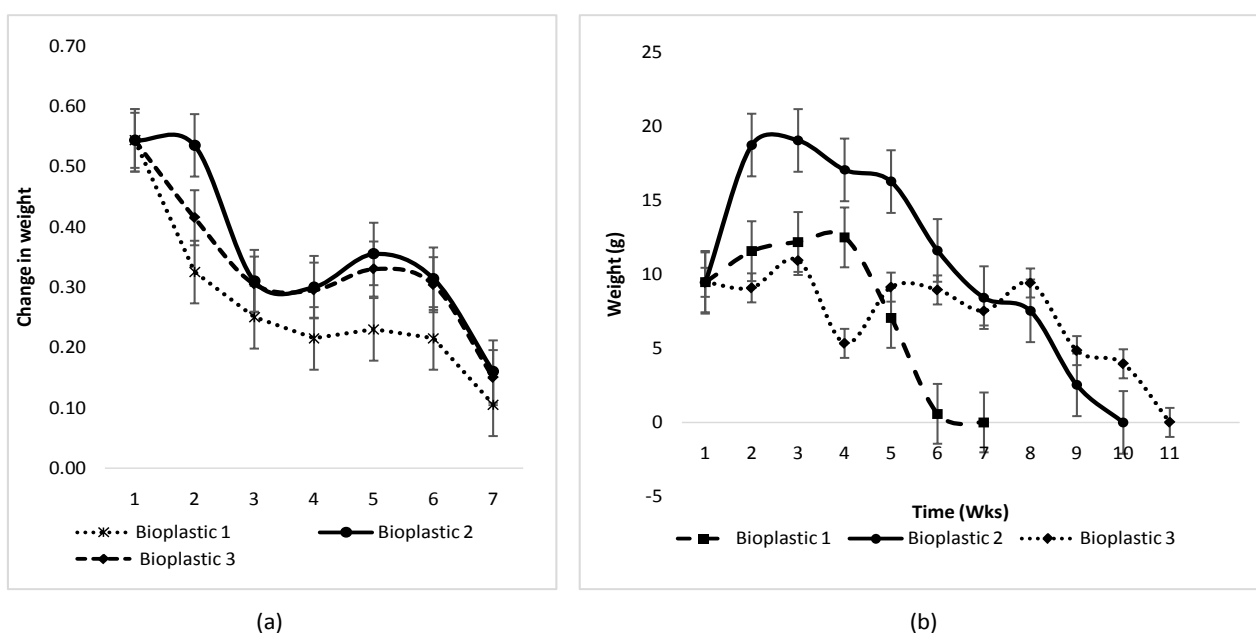 0.70
0.60
0.50
0.40
0.30
0.20
0.10
0.00
Change in weight
1 2 3 4 5 6 7
Bioplastic 1 Bioplastic 2
Bioplastic 3
(a)
25
20
15
10
5
0
-5
Weight (g)
1 2 3 4 5 6 7 8 9 10 11
Time (Wks)
Bioplastic 1 Bioplastic 2 Bioplastic 3
(b)